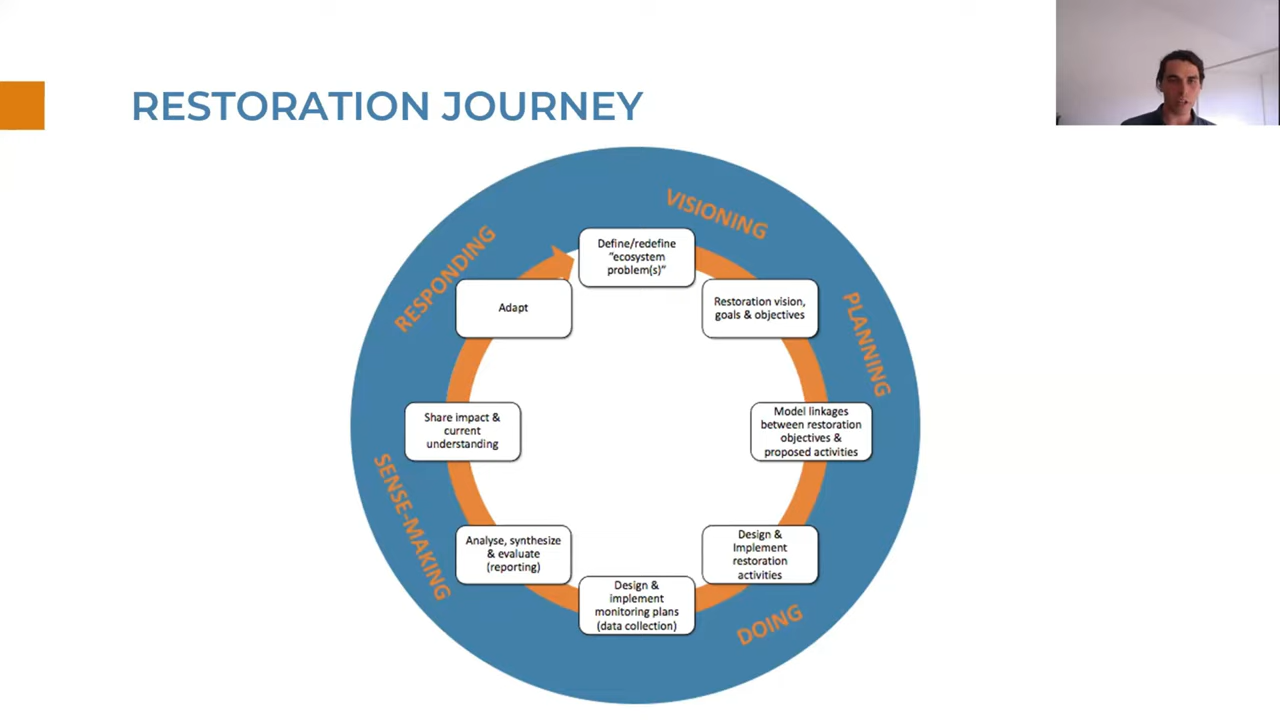 RESTORATION JOURNEY
VISIONING
Define/redefine
“ecosystem
problem(s)”
Restoration vision,
goals & objectives
PLANNING
Model linkages
between restoration
objectives &
proposed activities
Design &
Implement
restoration
activities
DOING
Design &
implement
monitoring plans
(data collection)
Analyse, synthesize
& evaluate
(reporting)
SENSE-MAKING
Share impact &
current
understanding
Adapt
RESPONDING